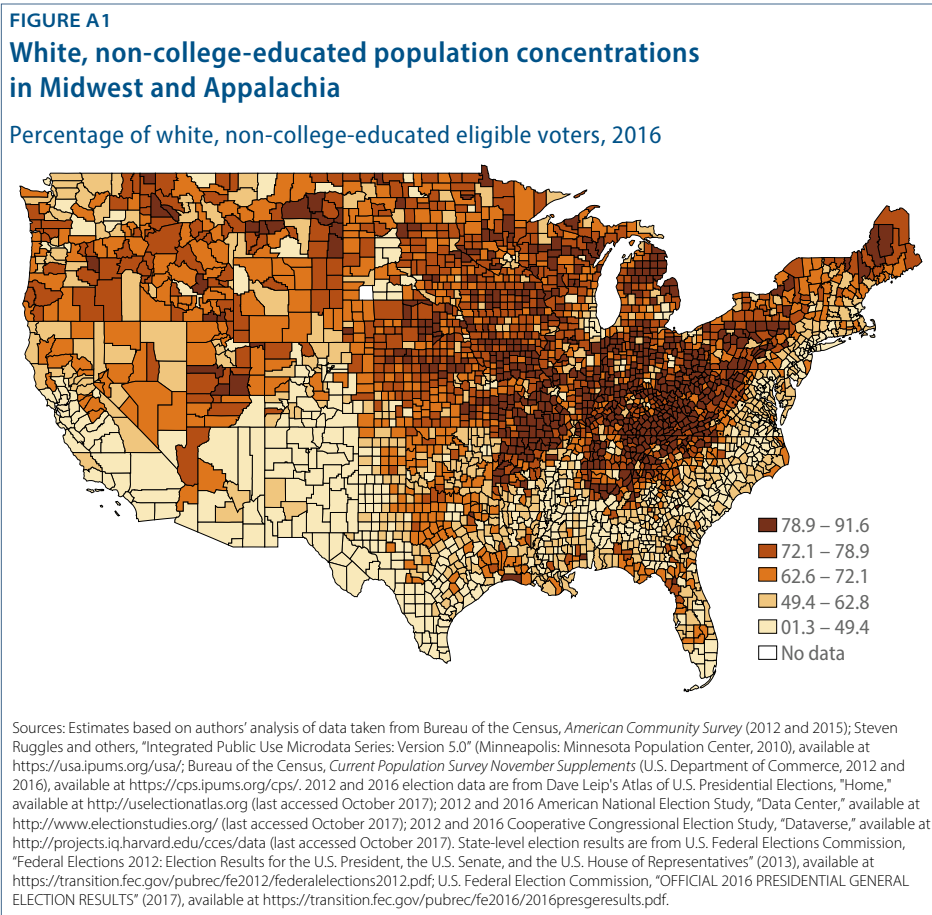 FIGURE A1
White, non-college-educated population concentrations
in Midwest and Appalachia
Percentage of white, non-college-educated eligible voters, 2016
78.9 – 91.6
72.1 – 78.9
62.6 – 72.1
49.4 – 62.8
01.3 – 49.4
No data
Sources: Estimates based on authors' analysis of data taken from Bureau of the Census, American Community Survey (2012 and 2015); Steven
Ruggles and others, "Integrated Public Use Microdata Series: Version 5.0" (Minneapolis: Minnesota Population Center, 2010), available at
https://usa.ipums.org/usa/; Bureau of the Census, Current Population Survey November Supplements (U.S. Department of Commerce, 2012 and
2016), available at https://cps.ipums.org/cps/. 2012 and 2016 election data are from Dave Leip's Atlas of U.S. Presidential Elections, "Home,"
available at http://uselectionatlas.org (last accessed October 2017); 2012 and 2016 American National Election Study, "Data Center," available at
http://www.electionstudies.org/ (last accessed October 2017); 2012 and 2016 Cooperative Congressional Election Study, "Dataverse," available at
http://projects.iq.harvard.edu/cces/data (last accessed October 2017). State-level election results are from U.S. Federal Elections Commission,
"Federal Elections 2012: Election Results for the U.S. President, the U.S. Senate, and the U.S. House of Representatives" (2013), available at
https://transition.fec.gov/pubrec/fe2012/federalelections2012.pdf; U.S. Federal Election Commission, "OFFICIAL 2016 PRESIDENTIAL GENERAL
ELECTION RESULTS" (2017), available at https://transition.fec.gov/pubrec/fe2016/2016presgeresults.pdf.